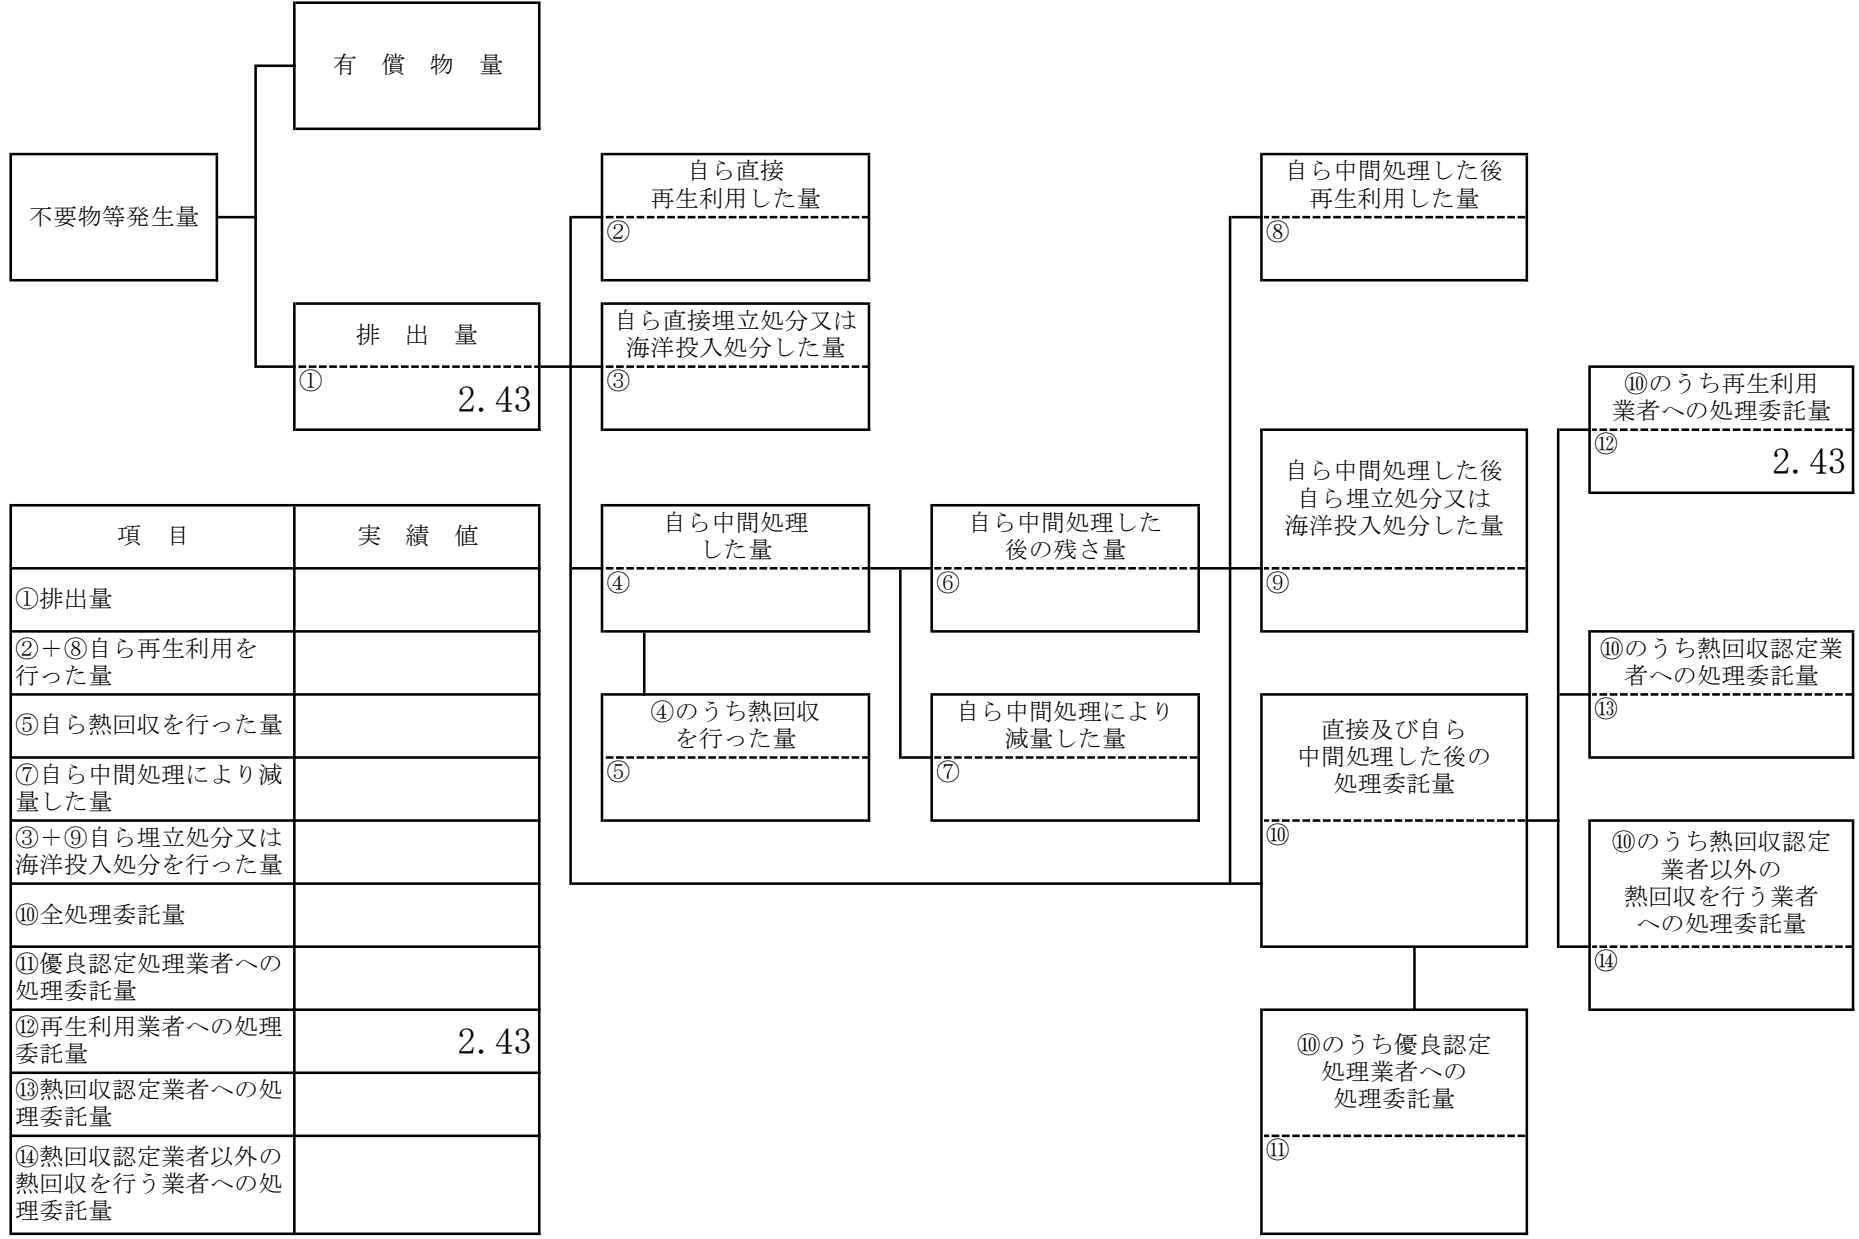 有　償　物　量
不要物等発生量
排　出　量
①
2.43
自ら直接
再生利用した量
②
自ら直接埋立処分又は
海洋投入処分した量
③
自ら中間処理
した量
④
④のうち熱回収
を行った量
⑤
自ら中間処理した
後の残さ量
⑥
自ら中間処理により
減量した量
⑦
自ら中間処理した後
再生利用した量
⑧
自ら中間処理した後
自ら埋立処分又は
海洋投入処分した量
⑨
直接及び自ら
中間処理した後の
処理委託量
⑩
⑩のうち優良認定
処理業者への
処理委託量
⑪
⑩のうち再生利用
業者への処理委託量
⑫
2.43
⑩のうち熱回収認定業
者への処理委託量
⑬
⑩のうち熱回収認定
業者以外の
熱回収を行う業者
への処理委託量
⑭
項　目
実　績　値
①排出量
②＋⑧自ら再生利用を
行った量
⑤自ら熱回収を行った量
⑦自ら中間処理により減
量した量
③＋⑨自ら埋立処分又は
海洋投入処分を行った量
⑩全処理委託量
⑪優良認定処理業者への
処理委託量
⑫再生利用業者への処理
委託量
2.43
⑬熱回収認定業者への処
理委託量
⑭熱回収認定業者以外の
熱回収を行う業者への処
理委託量